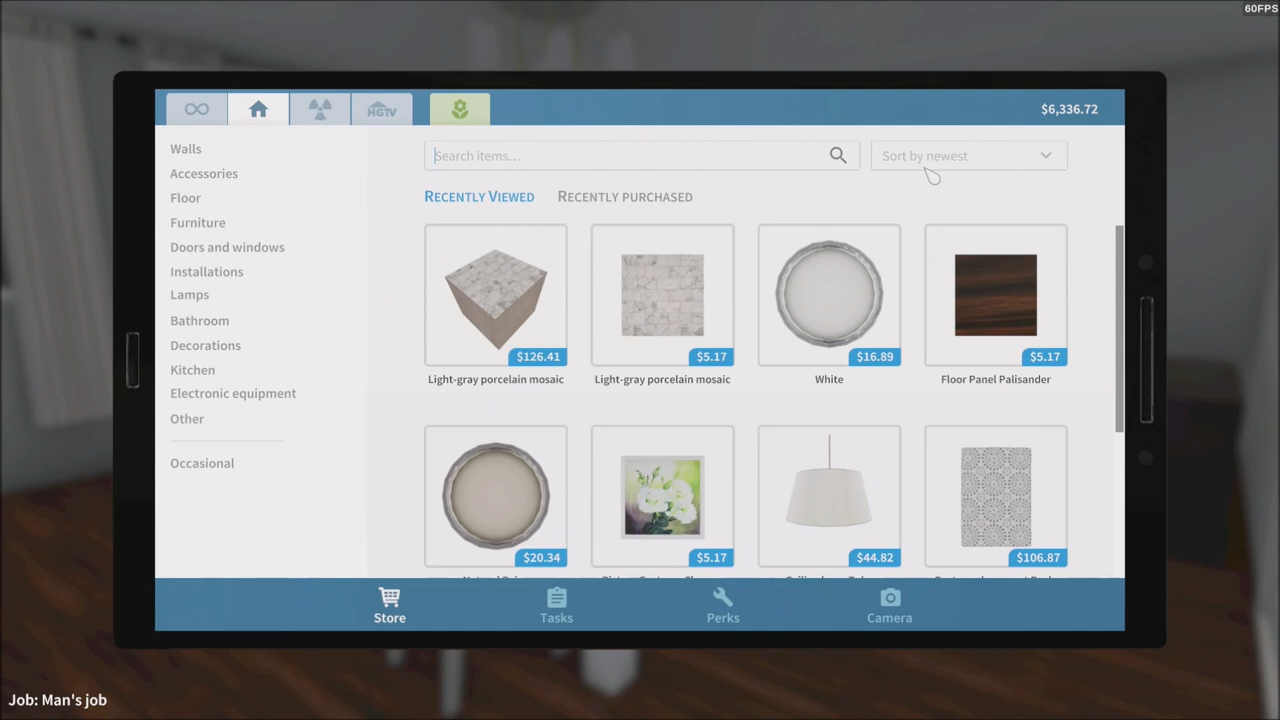 60FPS
HGTV
$6,336.72
Walls
Accessories
Floor
Furniture
Doors and windows
Installations
Lamps
Bathroom
Decorations
Kitchen
Electronic equipment
Other
Occasional
Search items...
Sort by newest
RECENTLY VIEWED
RECENTLY PURCHASED
$126.41
$5.17
$16.89
$5.17
Light-gray porcelain mosaic
Light-gray porcelain mosaic
White
Floor Panel Palisander
$20.34
$5.17
$44.82
$106.87
Store
Tasks
Perks
Camera
Job: Man's job